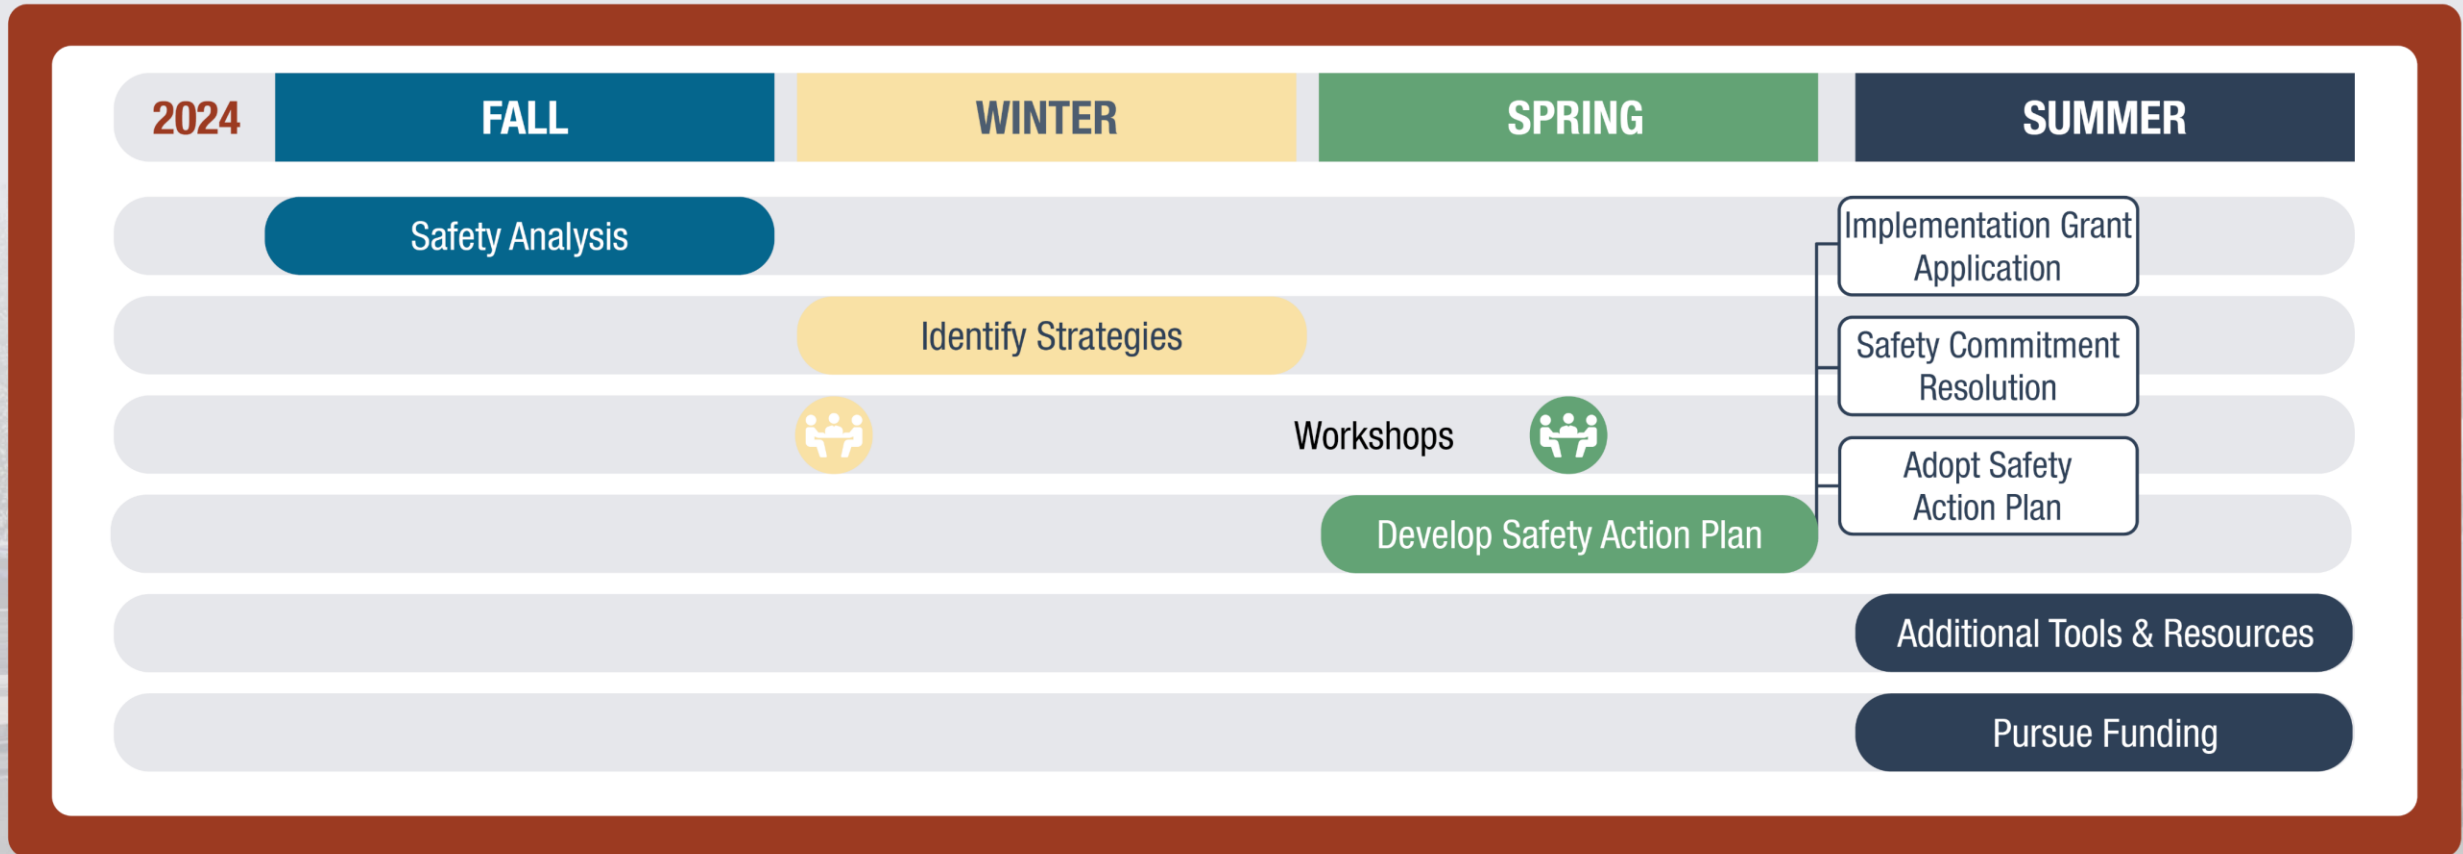 2024 FALL WINTER SPRING SUMMER
Safety Analysis
Implementation Grant
Application
Identify Strategies
Safety Commitment
Resolution
Workshops
Adopt Safety
Action Plan
Develop Safety Action Plan
Additional Tools & Resources
Pursue Funding